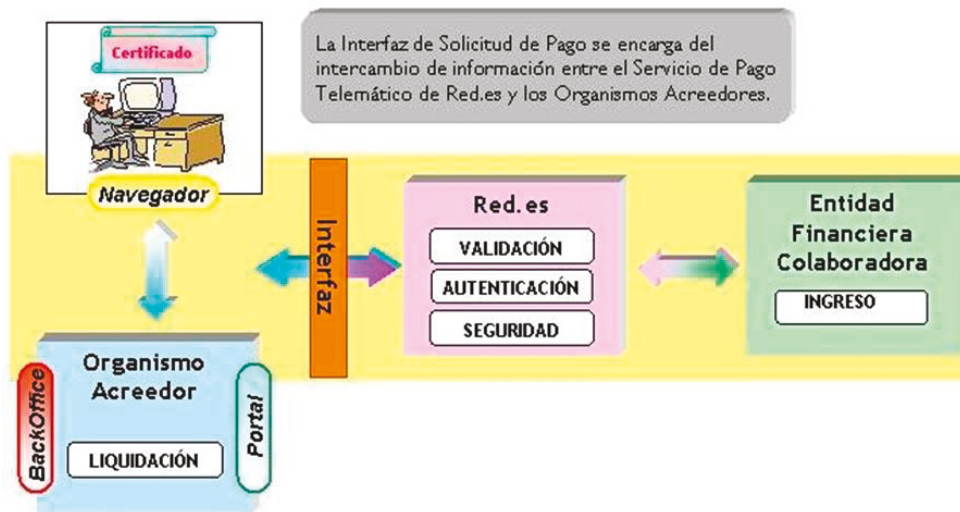 Certificado
La Interfaz de Solicitud de Pago se encarga del
intercambio de información entre el Servicio de Pago
Telemático de Red.es y los Organismos Acreedores.
Navegador
Interfaz
Red.es
VALIDACIÓN
AUTENTICACIÓN
SEGURIDAD
Entidad
Financiera
Colaboradora
INGRESO
Organismo
Acreedor
BackOffice
LIQUIDACIÓN
Portal